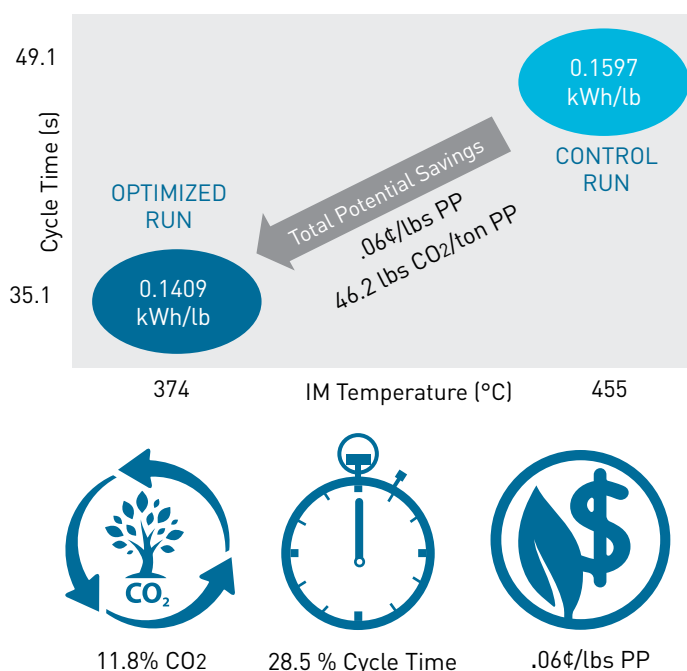 49.1
Cycle Time (s)
35.1
0.1597
kWh/lb
CONTROL
RUN
Total Potential Savings
.06¢/lbs PP
46.2 lbs CO2/ton PP
OPTIMIZED
RUN
0.1409
kWh/lb
374
IM Temperature (°C)
455
CO₂
11.8% CO2
28.5 % Cycle Time
.06¢/lbs PP